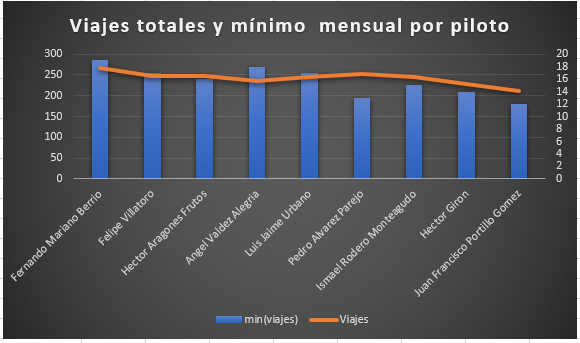 Viajes totales y mínimo mensual por piloto
300
250
200
150
100
50
0
20
18
16
14
12
10
8
6
4
2
0
Fernando Mariano Berrio
Felipe Villatoro
Hector Aragones Frutos
Angel Valdez Alegria
Luis Jaime Urbano
Pedro Alvarez Parejo
Ismael Rodero Monteagudo
Hector Giron
Juan Francisco Portillo Gomez
min(viajes)
Viajes